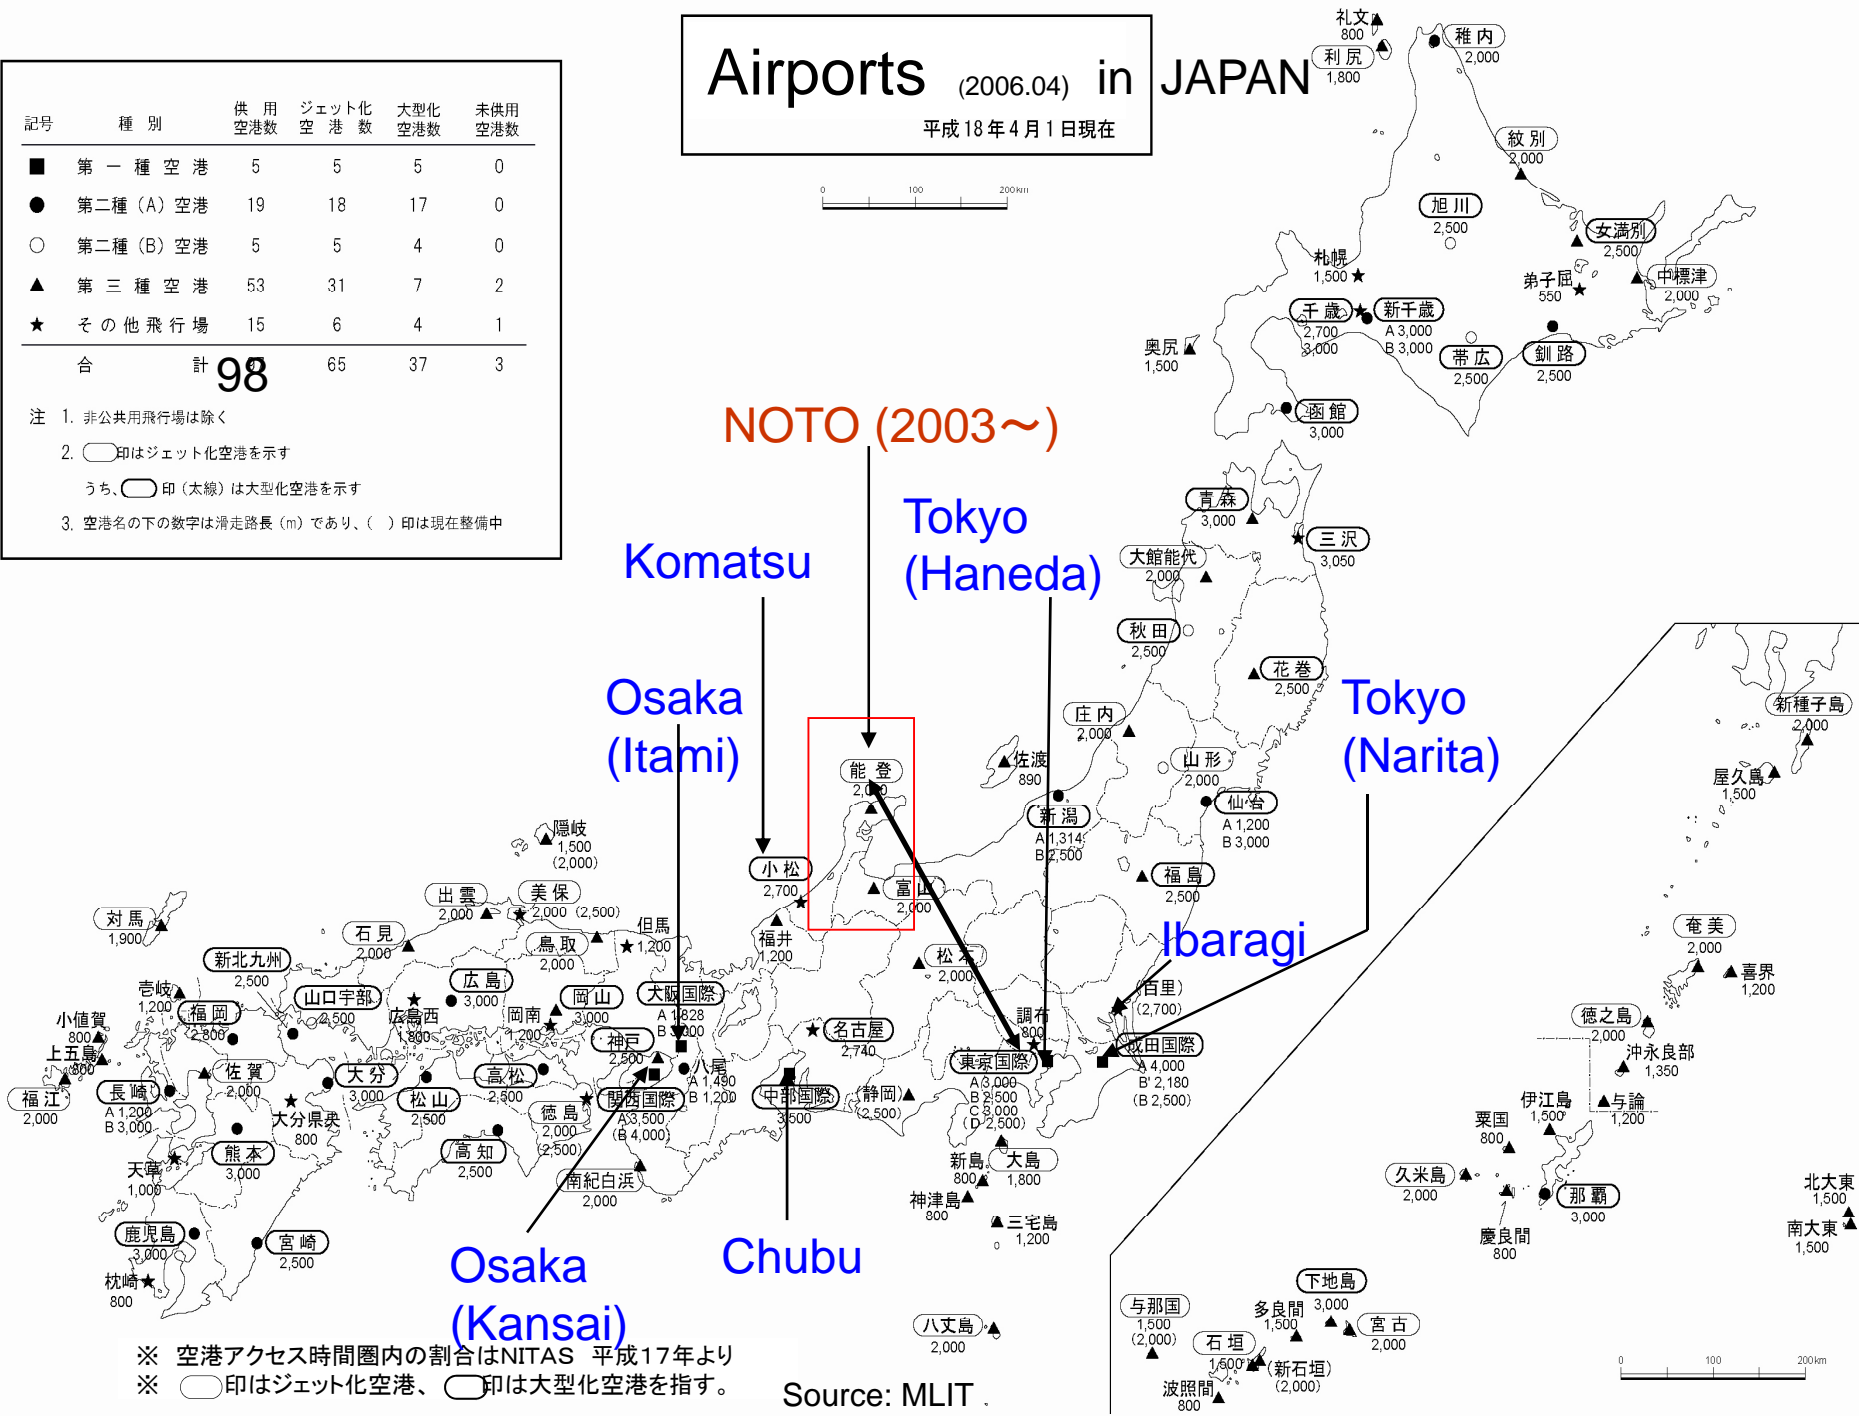 Airports (2006.04) in JAPAN
平成18年4月1日現在
0 100 200km
記号 種別 供用空港数 ジェット化空港数 大型化空港数 未供用空港数
■ 第一種空港 5 5 5 0
● 第二種（A）空港 19 18 17 0
○ 第二種（B）空港 5 5 4 0
▲ 第三種空港 53 31 7 2
★ その他飛行場 15 6 4 1
合計 98 65 37 3
注 1. 非公共用飛行場は除く
2. 印はジェット化空港を示す
うち、印（太線）は大型化空港を示す
3. 空港名の下の数字は滑走路長（m）であり、（ ）印は現在整備中
NOTO (2003～)
Komatsu
Tokyo
(Haneda)
Osaka
(Itami)
Tokyo
(Narita)
Ibaragi
Osaka
(Kansai)
Chubu
礼文
800
利尻
1,800
稚内
2,000
紋別
2,000
旭川
2,500
女満別
2,500
中標津
2,000
弟子屈
550
札幌
1,500
千歳
2,700
3,000
新千歳
A 3,000
B 3,000
帯広
2,500
釧路
2,500
奥尻
1,500
函館
3,000
青森
3,000
三沢
3,050
大館能代
2,000
秋田
2,500
花巻
2,500
庄内
2,000
山形
2,000
仙台
A 1,200
B 3,000
佐渡
890
新潟
A 1,314
B 2,500
福島
2,500
能登
2,000
小松
2,700
富山
2,000
福井
1,200
松本
2,000
(百里)
(2,700)
調布
800
成田国際
A 4,000
B' 2,180
(B 2,500)
東京国際
A 3,000
B 2,500
C 3,000
(D 2,500)
(静岡)
(2,500)
名古屋
2,740
中部国際
3,500
大島
1,800
新島
800
神津島
800
三宅島
1,200
八丈島
2,000
隠岐
1,500
(2,000)
出雲
2,000
美保
2,000 (2,500)
石見
2,000
鳥取
2,000
但馬
1,200
対馬
1,900
新北九州
2,500
広島
3,000
岡山
3,000
大阪国際
A 1,828
B 3,000
壱岐
1,200
山口宇部
2,500
広島西
1,800
岡南
1,200
福岡
2,800
神戸
2,500
小値賀
800
上五島
800
八尾
A 1,490
B 1,200
福江
2,000
長崎
A 1,200
B 3,000
佐賀
2,000
大分
3,000
松山
2,500
高松
2,500
徳島
2,000
(2,500)
関西国際
A 3,500
(B 4,000)
大分県央
800
熊本
3,000
高知
2,500
南紀白浜
2,000
天草
1,000
鹿児島
3,000
宮崎
2,500
枕崎
800
新種子島
2,000
屋久島
1,500
奄美
2,000
喜界
1,200
徳之島
2,000
沖永良部
1,350
与論
1,200
伊江島
1,500
粟国
800
久米島
2,000
那覇
3,000
慶良間
800
北大東
1,500
南大東
1,500
下地島
3,000
多良間
1,500
宮古
2,000
与那国
1,500
(2,000)
石垣
1,500
(新石垣)
(2,000)
波照間
800
0 100 200km
※ 空港アクセス時間圏内の割合はNITAS 平成17年より
※ 印はジェット化空港、印は大型化空港を指す。
Source: MLIT .